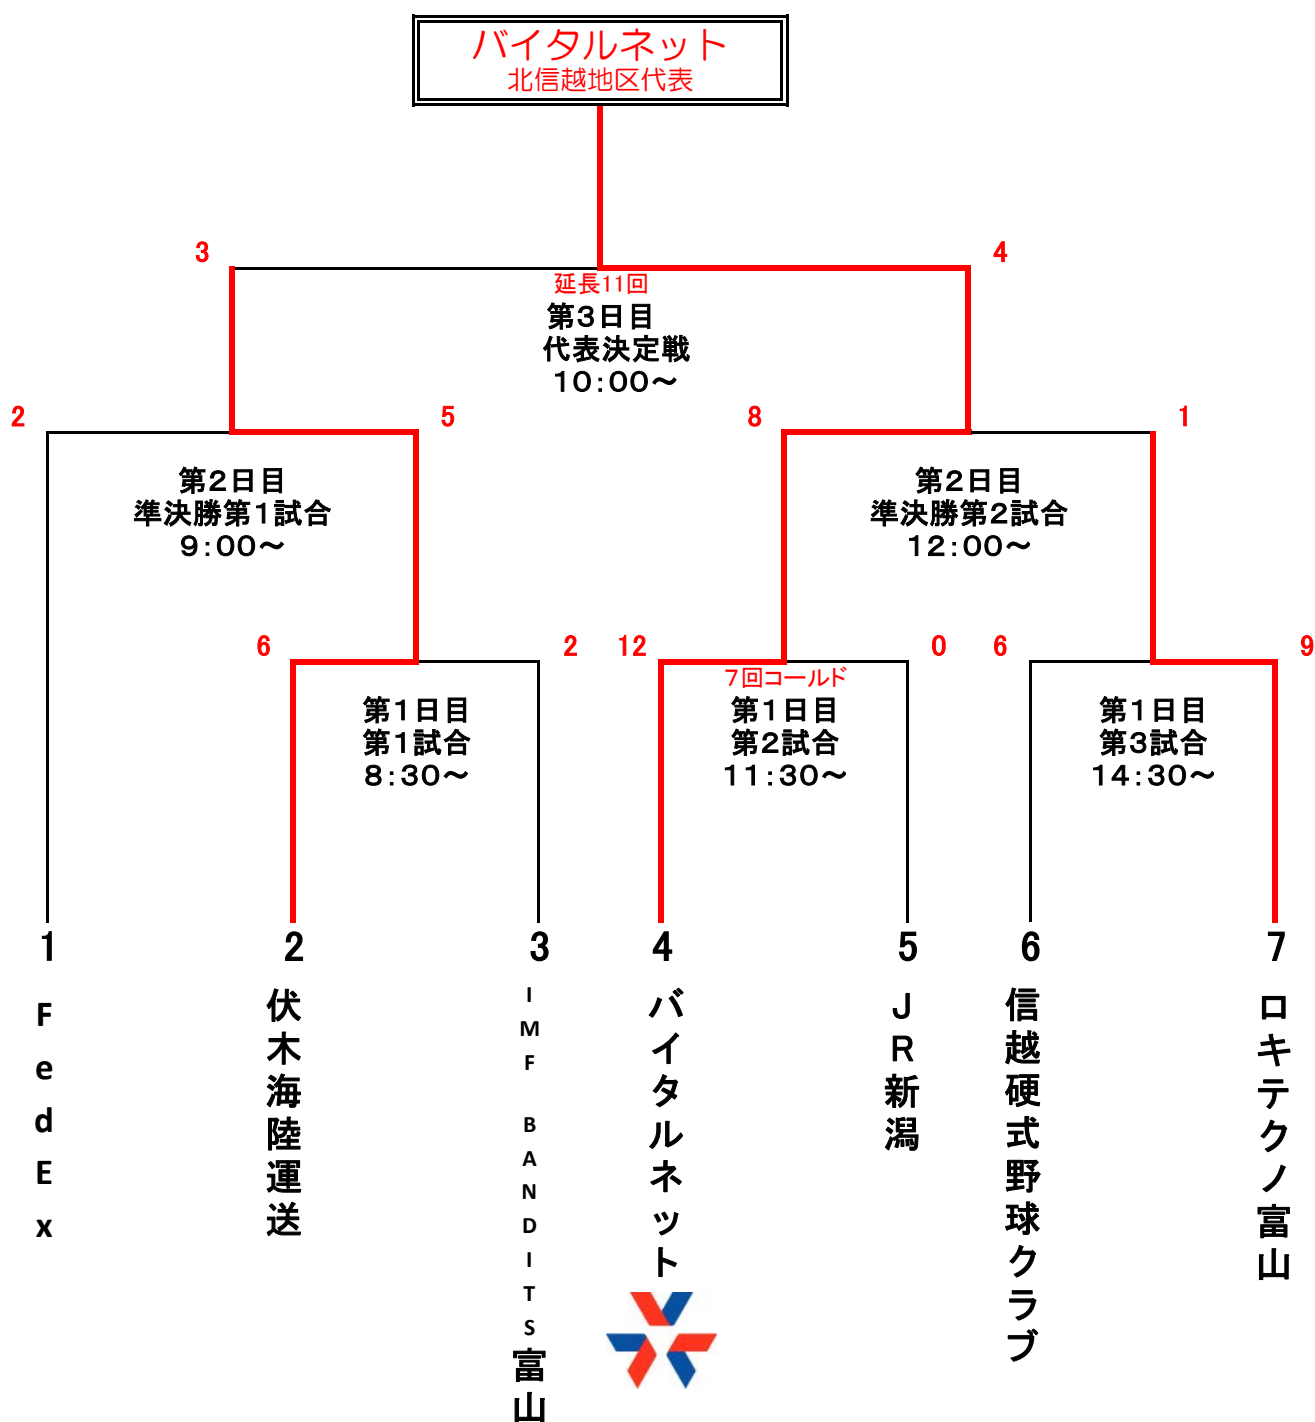 バイタルネット
北信越地区代表
3
4
延長11回
第3日目
代表決定戦
10:00～
2
5
8
1
第2日目
準決勝第1試合
9:00～
第2日目
準決勝第2試合
12:00～
6
2
12
0
6
9
第1日目
第1試合
8:30～
7回コールド
第1日目
第2試合
11:30～
第1日目
第3試合
14:30～
1
2
3
4
5
6
7
FedEx
伏木海陸運送
IMF BANDITS富山
バイタルネット
JR新潟
信越硬式野球クラブ
ロキテクノ富山